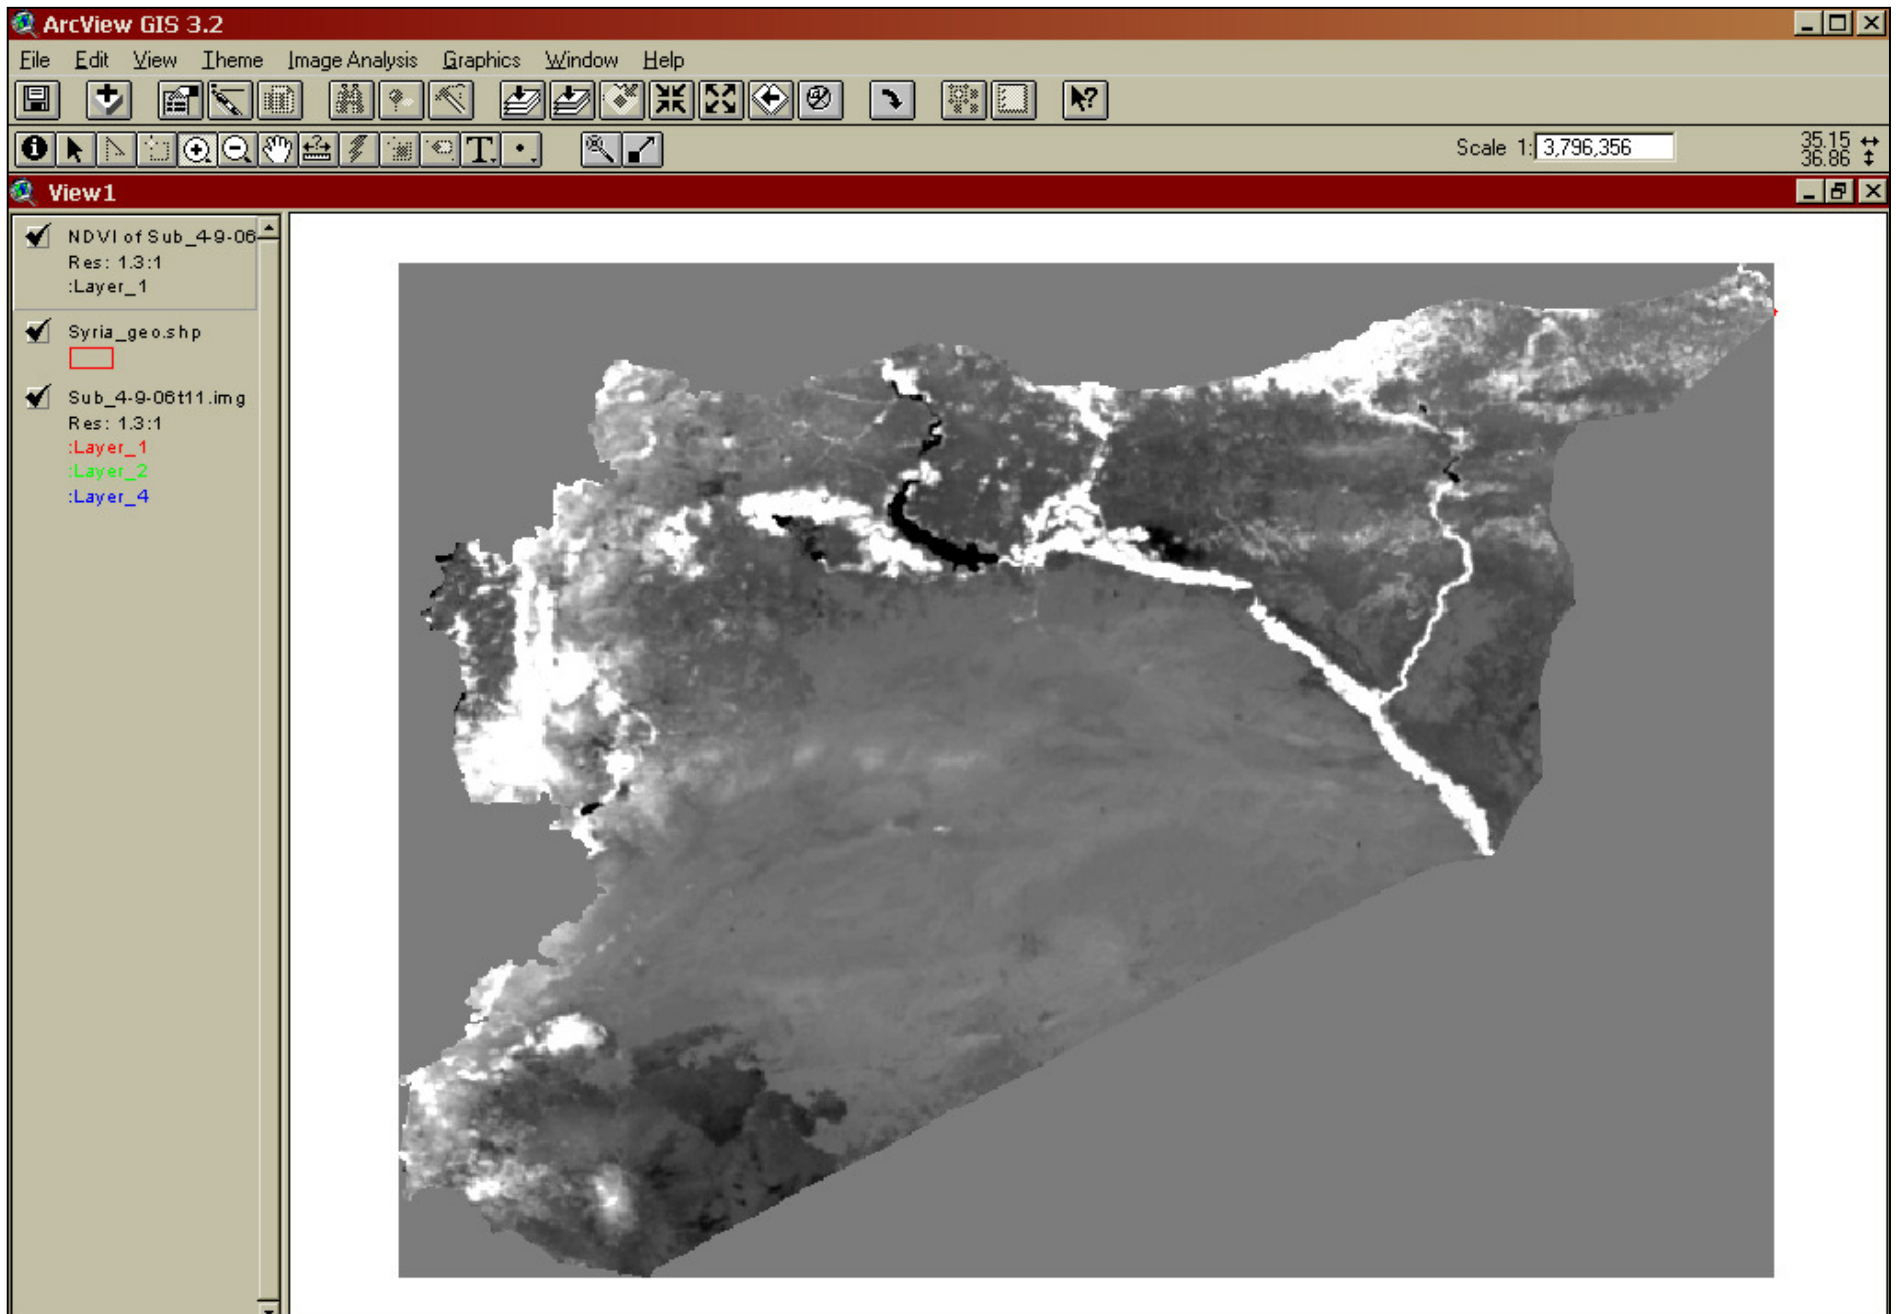 ArcView GIS 3.2
File Edit View Theme Image Analysis Graphics Window Help
T
Scale 1: 3,796,356
35.15
36.86
View1
NDVI of Sub_4-9-06
Res: 1.3:1
:Layer_1
Syria_geo.shp
Sub_4-9-06t11.img
Res: 1.3:1
:Layer_1
:Layer_2
:Layer_4